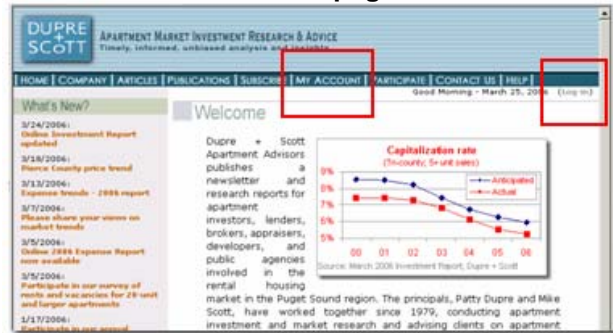 DUPRE
+
SCOTT
APARTMENT MARKET INVESTMENT RESEARCH & ADVICE
Timely, informed, unbiased analysis and insights
HOME | COMPANY | ARTICLES | PUBLICATIONS | SUBSCRIBE | MY ACCOUNT | PARTICIPATE | CONTACT US | HELP
Good Morning - March 25, 2006 (Log in)
What's New?
3/24/2006:
Online Investment Report
updated
3/18/2006:
Pierce County price trend
3/13/2006:
Expense trends - 2006 report
3/7/2006:
Please share your views on
market trends
3/5/2006:
Online 2006 Expense Report
now available
3/5/2006:
Participate in our survey of
rents and vacancies for 20-unit
and larger apartments
1/17/2006:
Participate in our annual
Welcome
Dupre + Scott
Apartment Advisors
publishes a
newsletter and
research reports for
apartment
investors, lenders,
brokers, appraisers,
developers, and
public agencies
involved in the
rental housing
market in the Puget Sound region. The principals, Patty Dupre and Mike
Scott, have worked together since 1979, conducting apartment
investment and market research and advising clients on apartment
Capitalization rate
(Tri-county, 5+ unit sales)
9%
8%
7%
6%
5%
00 01 02 03 04 05 06
Anticipated
Actual
Source: March 2006 Investment Report, Dupre + Scott